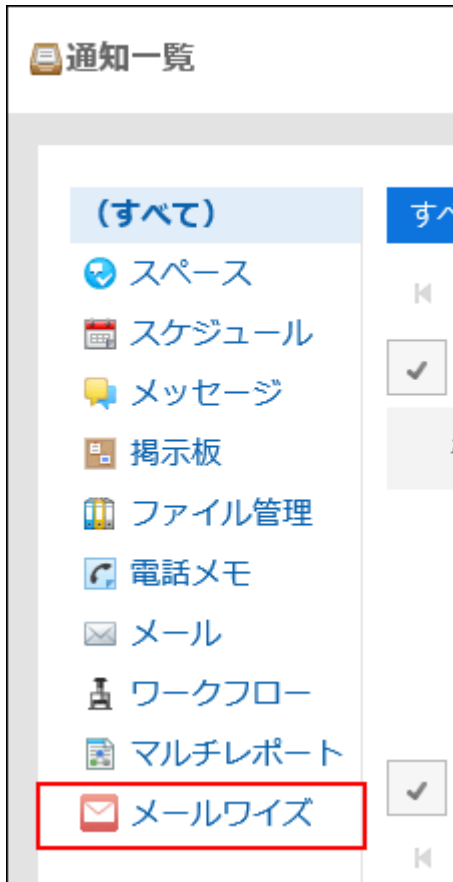 通知一覧
(すべて)
すべ
スペース
スケジュール
メッセージ
掲示板
ファイル管理
電話メモ
メール
ワークフロー
マルチレポート
メールワイズ